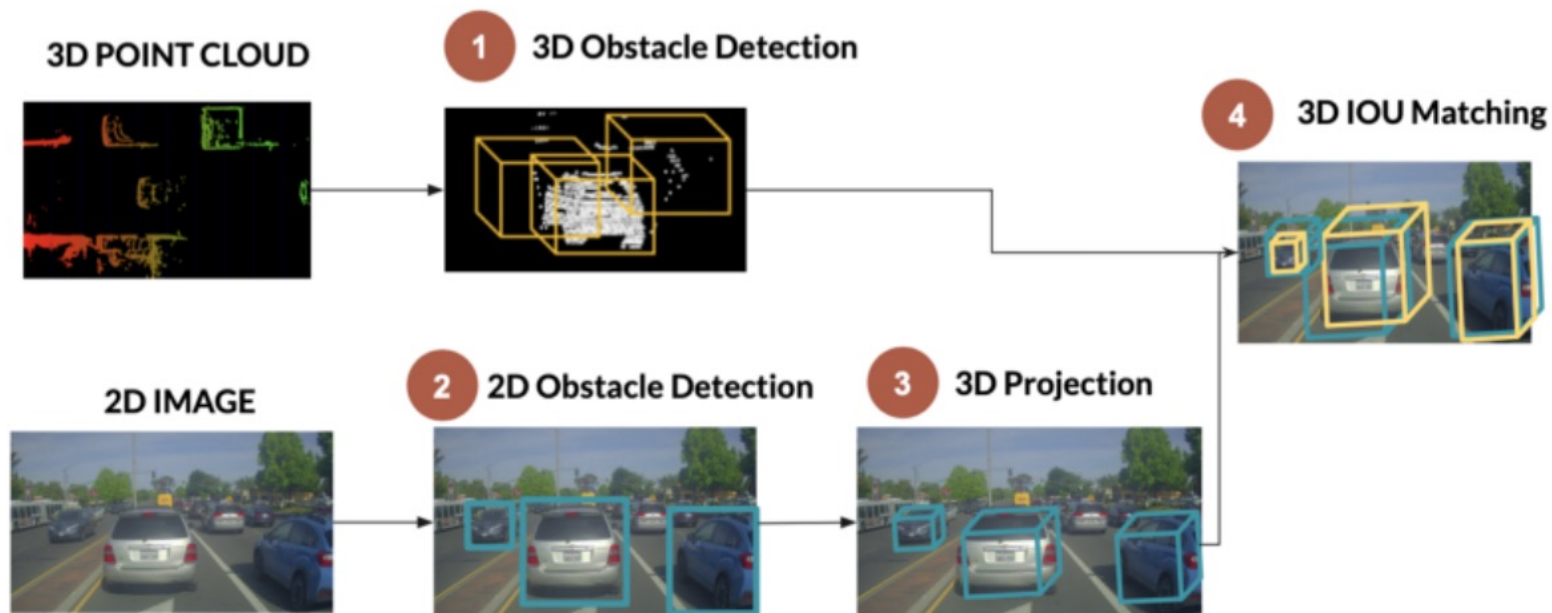 3D POINT CLOUD
1 3D Obstacle Detection
4 3D IOU Matching
2D IMAGE
2 2D Obstacle Detection
3 3D Projection